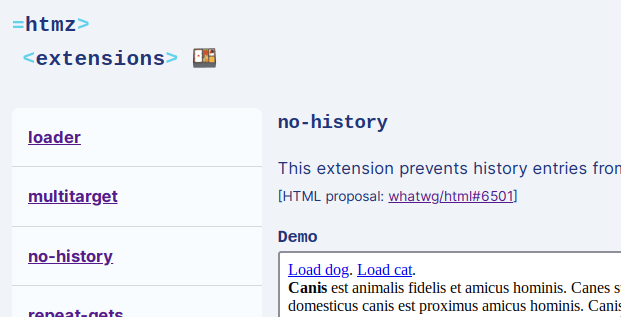 =htmz>
<extensions> 🍱
loader
multitarget
no-history
repeat-gets
no-history
This extension prevents history entries from
[HTML proposal: whatwg/html#6501]
Demo
Load dog. Load cat.
Canis est animalis fidelis et amicus hominis. Canes s
domesticus canis est proximus amicus hominis. Canis